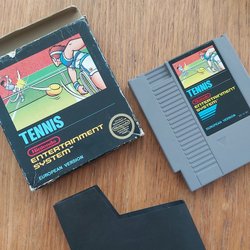 TENNIS
Nintendo
ENTERTAINMENT
SYSTEM
EUROPEAN VERSION
TENNIS
Nintendo
ENTERTAINMENT
SYSTEM
EUROPEAN VERSION